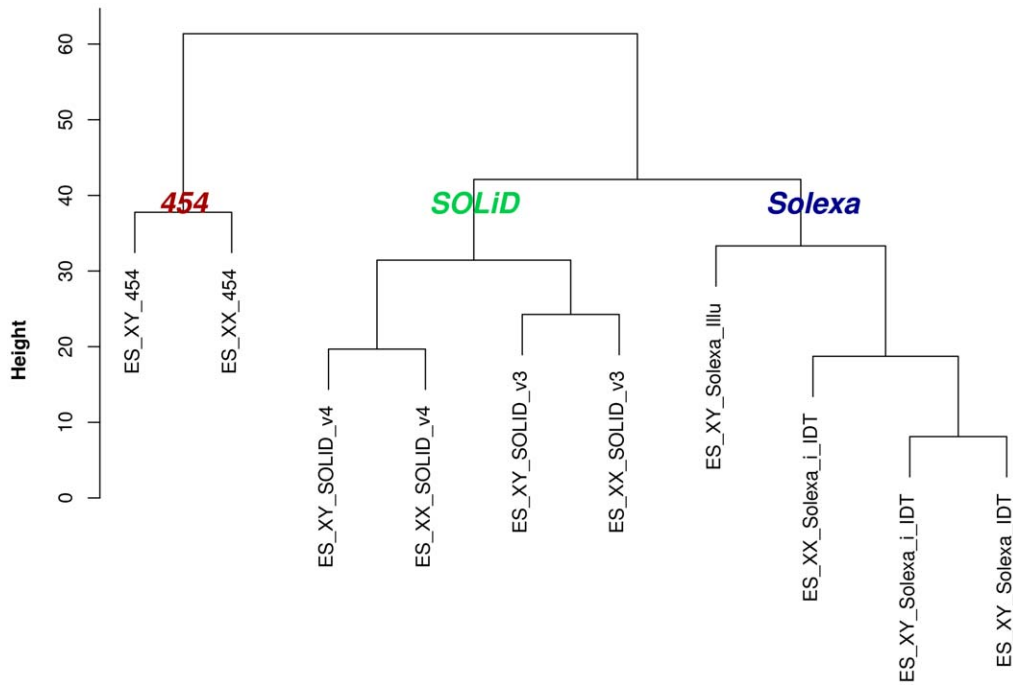 60
50
40
30
20
10
0
Height
454
SOLiD
Solexa
ES_XY_454
ES_XX_454
ES_XY_SOLID_v4
ES_XX_SOLID_v4
ES_XY_SOLID_v3
ES_XX_SOLID_v3
ES_XY_Solexa_Illu
ES_XX_Solexa_i_IDT
ES_XY_Solexa_i_IDT
ES_XY_Solexa_IDT